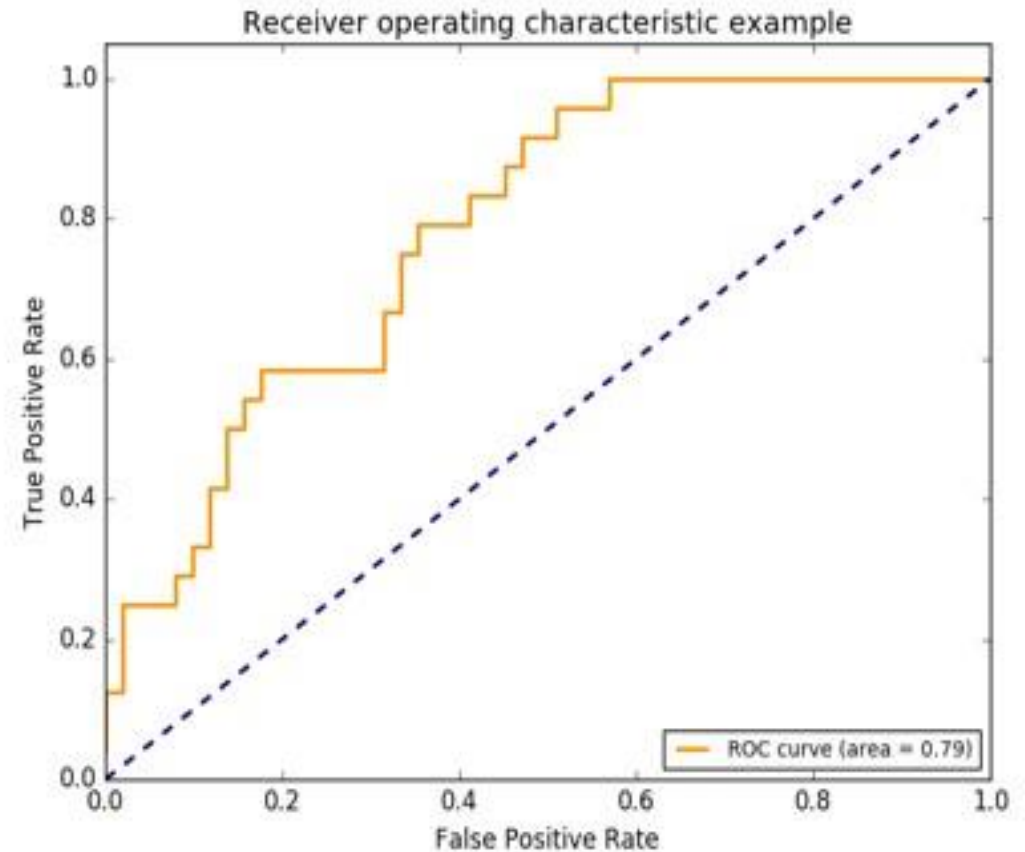 Receiver operating characteristic example
1.0
0.8
0.6
0.4
0.2
0.0
True Positive Rate
ROC curve (area = 0.79)
0.0 0.2 0.4 0.6 0.8 1.0
False Positive Rate